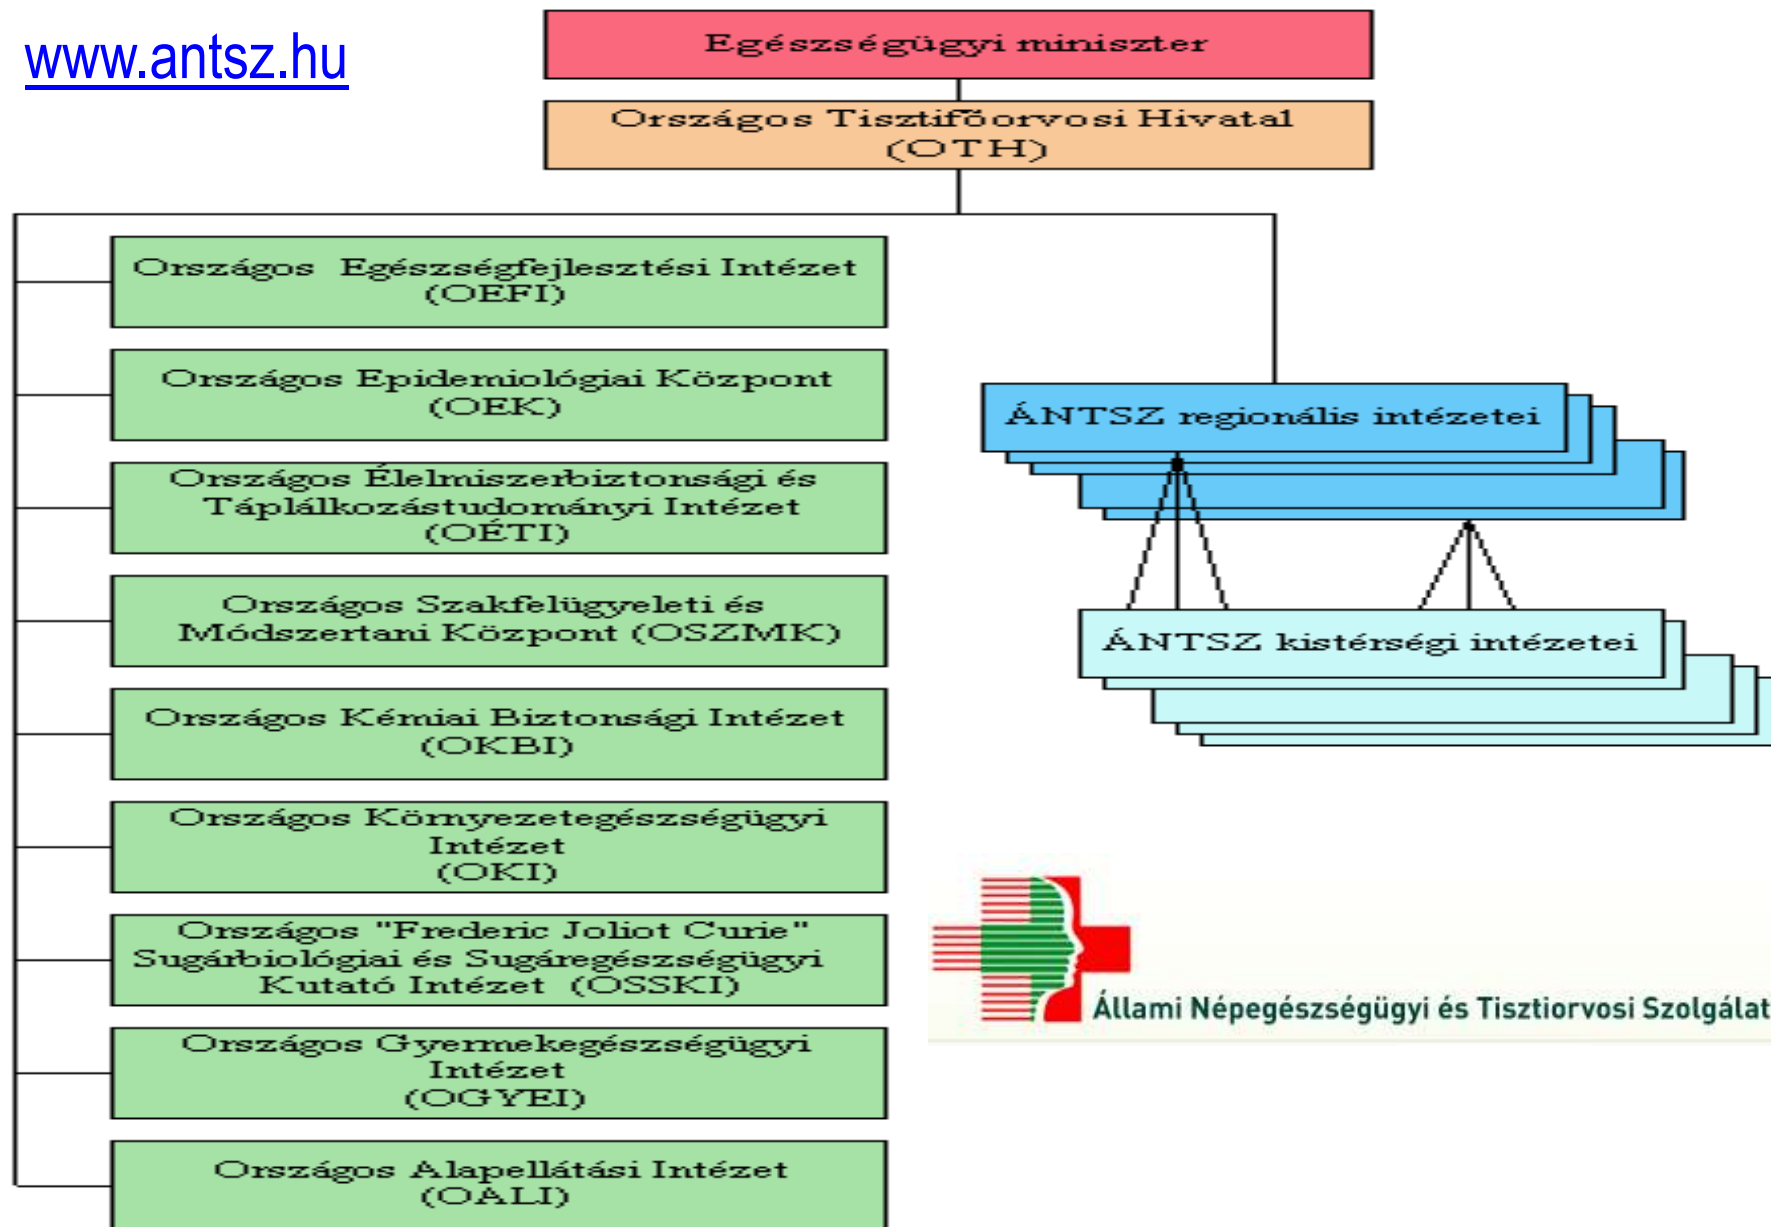 www.antsz.hu
Egészségügyi miniszter
Országos Tisztifőorvosi Hivatal
(OTH)
Országos Egészségfejlesztési Intézet
(OEFI)
Országos Epidemiológiai Központ
(OEK)
Országos Élelmiszerbiztonsági és
Táplálkozástudományi Intézet
(OÉTI)
Országos Szakfelügyeleti és
Módszertani Központ (OSZMK)
Országos Kémiai Biztonsági Intézet
(OKBI)
Országos Környezetegészségügyi
Intézet
(OKI)
Országos "Frederic Joliot Curie"
Sugárbiológiai és Sugáregészségügyi
Kutató Intézet (OSSKI)
Országos Gyermekegészségügyi
Intézet
(OGYEI)
Országos Alapellátási Intézet
(OALI)
ÁNTSZ regionális intézetei
ÁNTSZ kistérségi intézetei
Állami Népegészségügyi és Tisztiorvosi Szolgálat